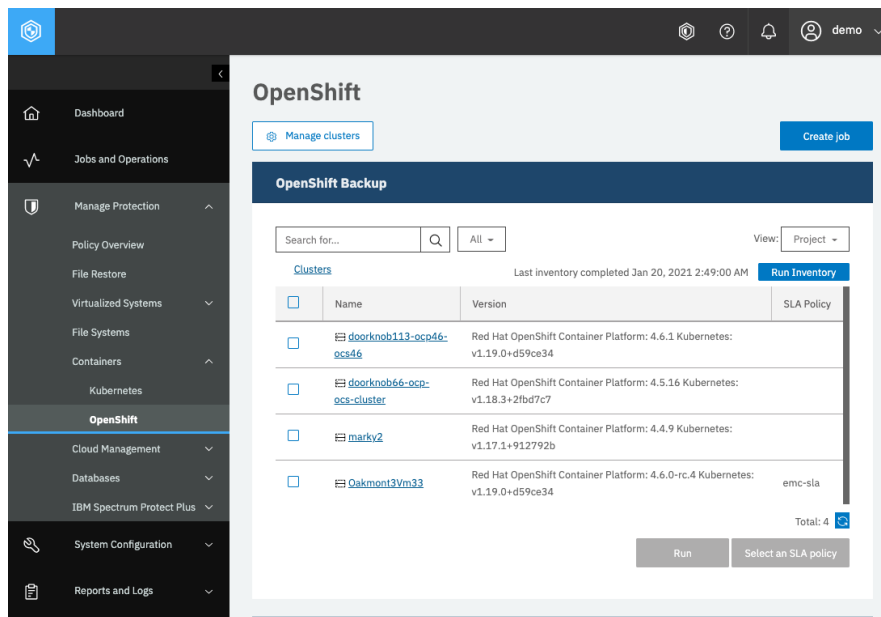 demo
Dashboard
Jobs and Operations
Manage Protection
Policy Overview
File Restore
Virtualized Systems
File Systems
Containers
Kubernetes
OpenShift
Cloud Management
Databases
IBM Spectrum Protect Plus
System Configuration
Reports and Logs
OpenShift
Manage clusters
Create job
OpenShift Backup
Search for...
All
View: Project
Clusters
Last inventory completed Jan 20, 2021 2:49:00 AM
Run Inventory
Name
Version
SLA Policy
doorknob113-ocp46-
ocs46
Red Hat OpenShift Container Platform: 4.6.1 Kubernetes:
v1.19.0+d59ce34
doorknob66-ocp-
ocs-cluster
Red Hat OpenShift Container Platform: 4.5.16 Kubernetes:
v1.18.3+2fbd7c7
marky2
Red Hat OpenShift Container Platform: 4.4.9 Kubernetes:
v1.17.1+912792b
Oakmont3Vm33
Red Hat OpenShift Container Platform: 4.6.0-rc.4 Kubernetes:
v1.19.0+d59ce34
emc-sla
Total: 4
Run
Select an SLA policy